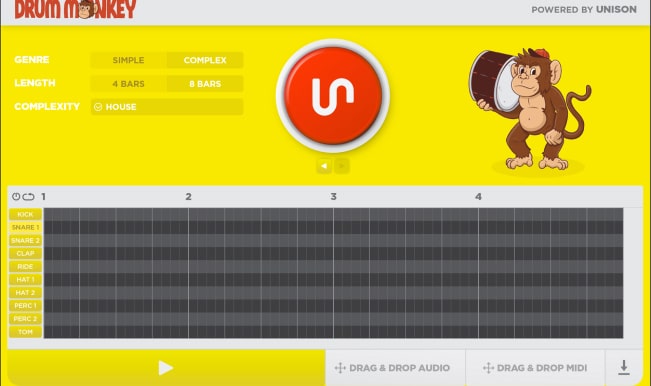 DRUM MONKEY
POWERED BY UNISON
GENRE SIMPLE COMPLEX
LENGTH 4 BARS 8 BARS
COMPLEXITY HOUSE
1 2 3 4
KICK
SNARE 1
SNARE 2
CLAP
RIDE
HAT 1
HAT 2
PERC 1
PERC 2
TOM
DRAG & DROP AUDIO DRAG & DROP MIDI